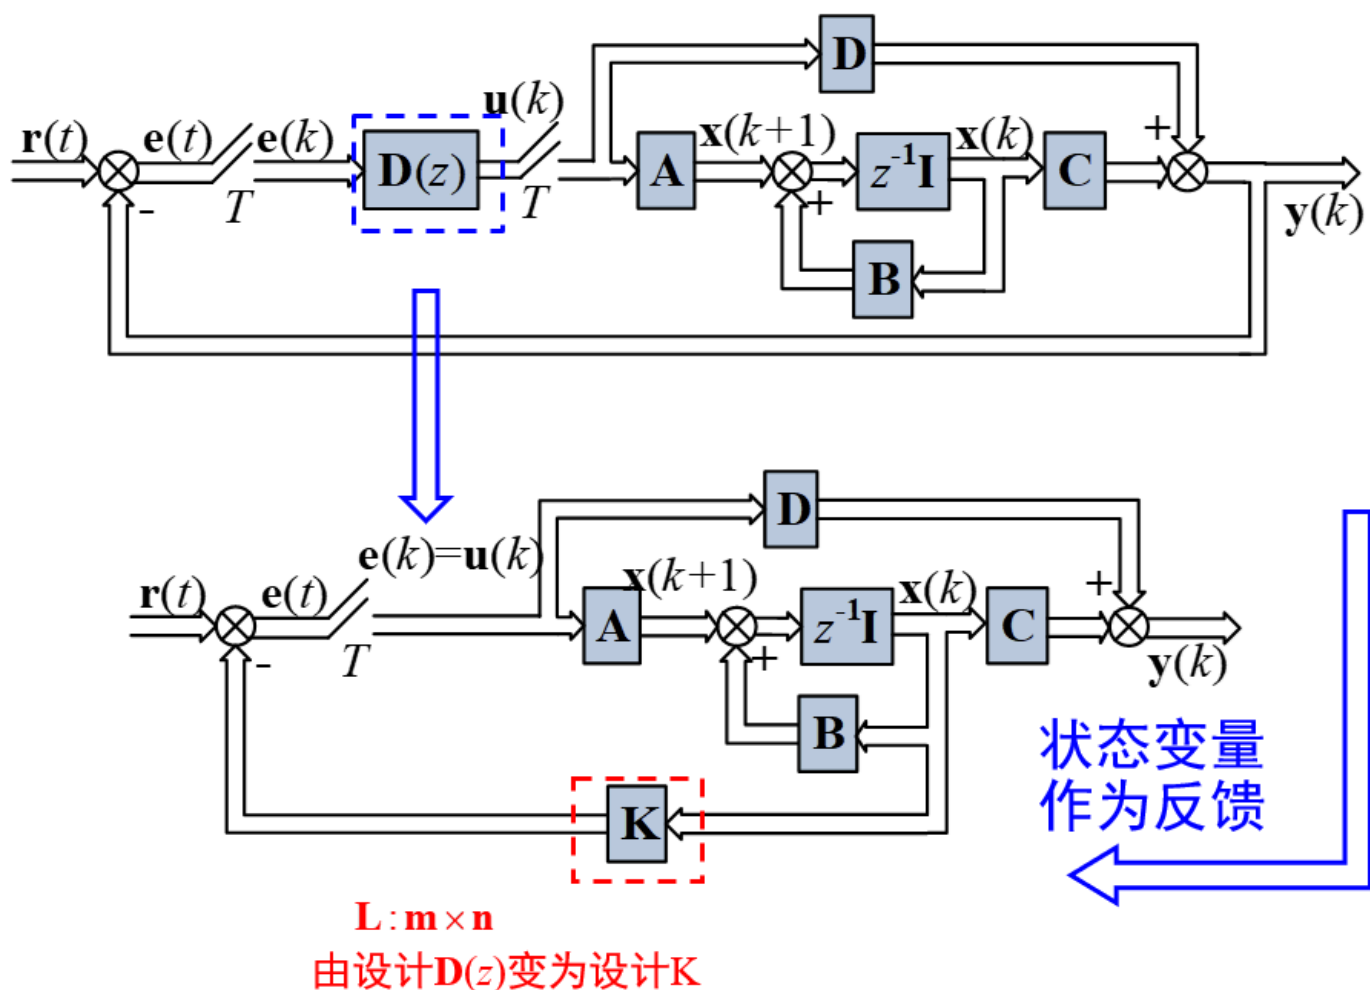 D
u(k)
r(t) e(t) e(k) x(k+1) x(k) +
D(z) A z⁻¹I C
- T T + y(k)
B
D
e(k)=u(k)
r(t) e(t) x(k+1) x(k) +
A z⁻¹I C
- T + y(k)
B
状态变量
作为反馈
K
L:m×n
由设计D(z)变为设计K